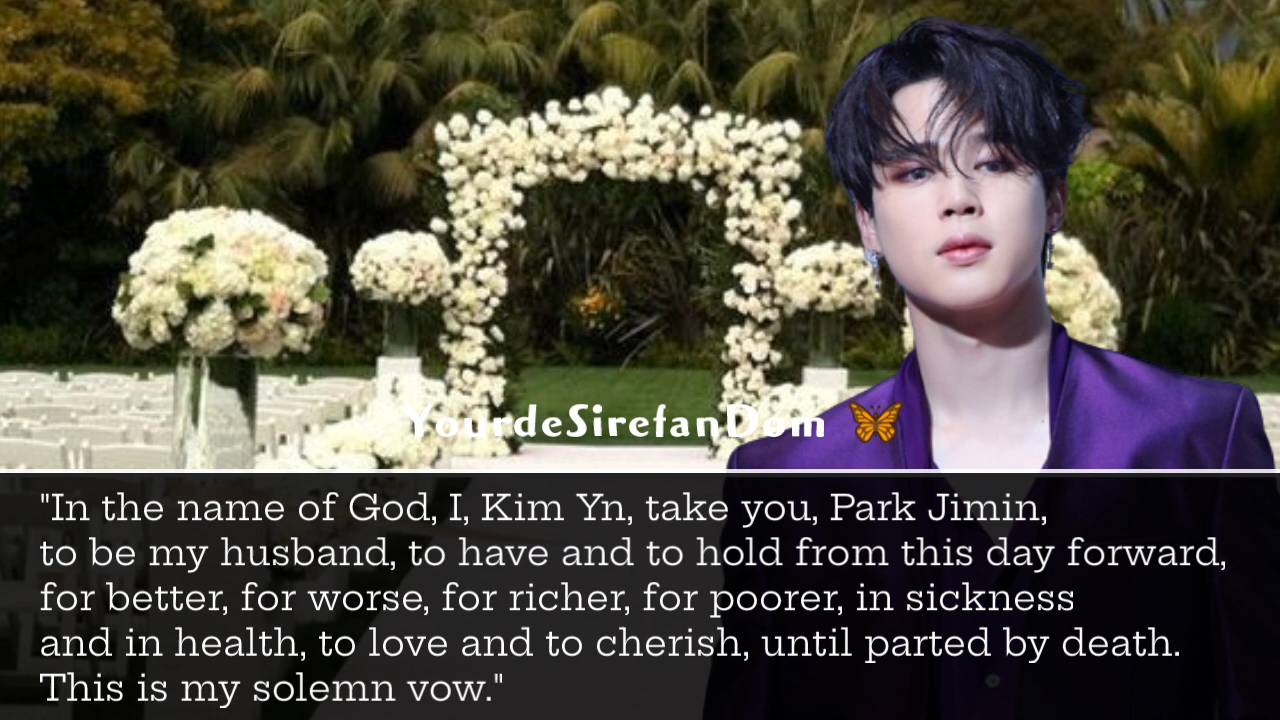 YourdeSirefanDom 🦋
"In the name of God, I, Kim Yn, take you, Park Jimin,
to be my husband, to have and to hold from this day forward,
for better, for worse, for richer, for poorer, in sickness
and in health, to love and to cherish, until parted by death.
This is my solemn vow."